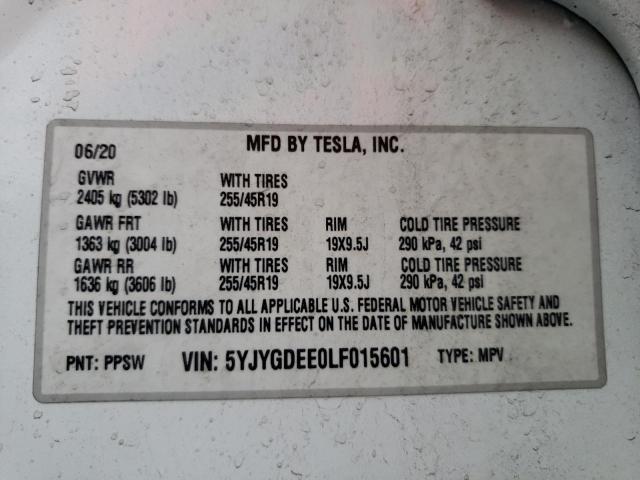 06/20 MFD BY TESLA, INC.
GVWR WITH TIRES
2405 kg (5302 lb) 255/45R19
GAWR FRT WITH TIRES RIM COLD TIRE PRESSURE
1363 kg (3004 lb) 255/45R19 19X9.5J 290 kPa, 42 psi
GAWR RR WITH TIRES RIM COLD TIRE PRESSURE
1636 kg (3606 lb) 255/45R19 19X9.5J 290 kPa, 42 psi
THIS VEHICLE CONFORMS TO ALL APPLICABLE U.S. FEDERAL MOTOR VEHICLE SAFETY AND
THEFT PREVENTION STANDARDS IN EFFECT ON THE DATE OF MANUFACTURE SHOWN ABOVE.
PNT: PPSW VIN: 5YJYGDEE0LF015601 TYPE: MPV